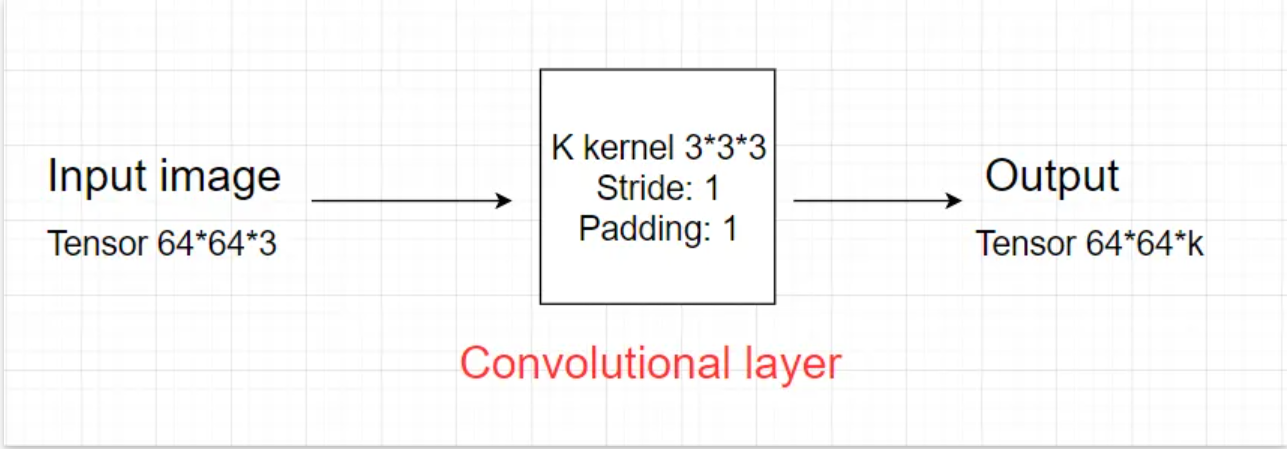 Input image
Tensor 64*64*3
K kernel 3*3*3
Stride: 1
Padding: 1
Output
Tensor 64*64*k
Convolutional layer